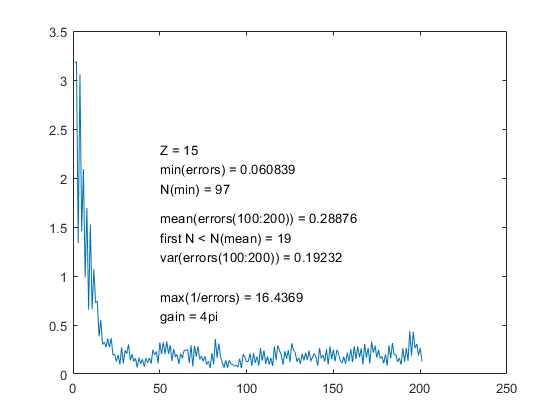 3.5
3
2.5
2
1.5
1
0.5
0
Z = 15
min(errors) = 0.060839
N(min) = 97
mean(errors(100:200)) = 0.28876
first N < N(mean) = 19
var(errors(100:200)) = 0.19232
max(1/errors) = 16.4369
gain = 4pi
0 50 100 150 200 250